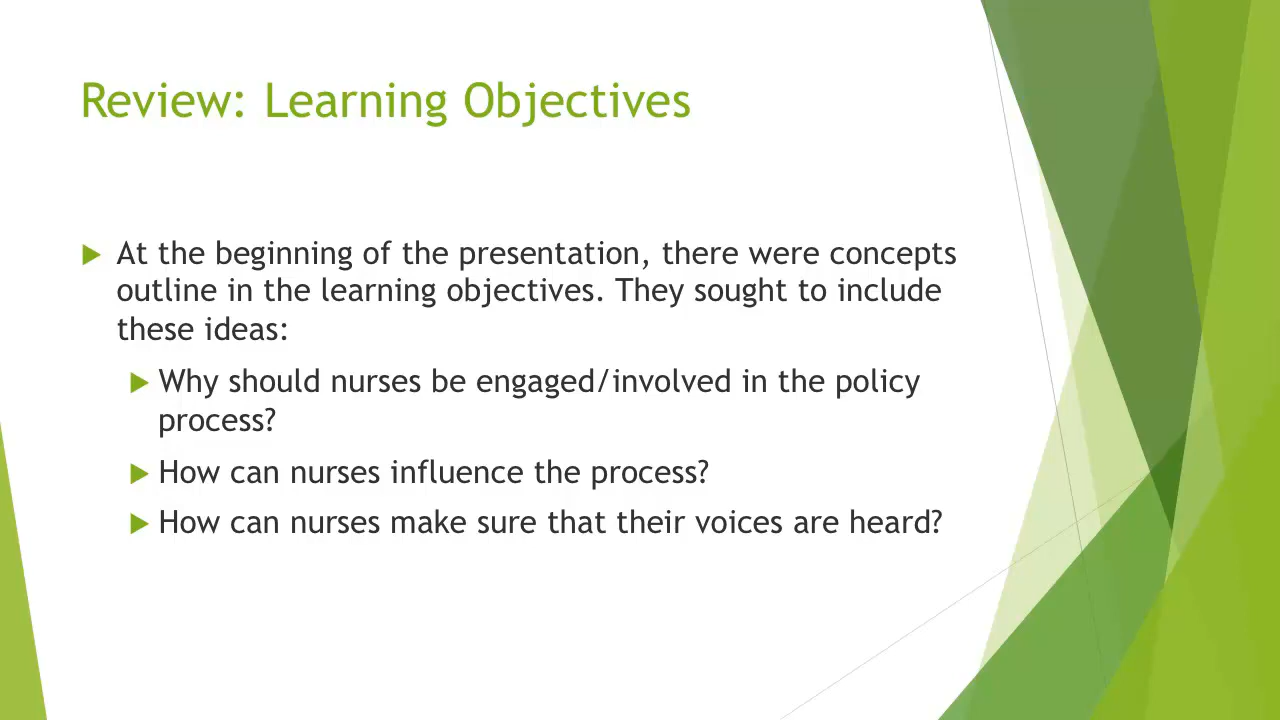 Review: Learning Objectives
At the beginning of the presentation, there were concepts
outline in the learning objectives. They sought to include
these ideas:
Why should nurses be engaged/involved in the policy
process?
How can nurses influence the process?
How can nurses make sure that their voices are heard?